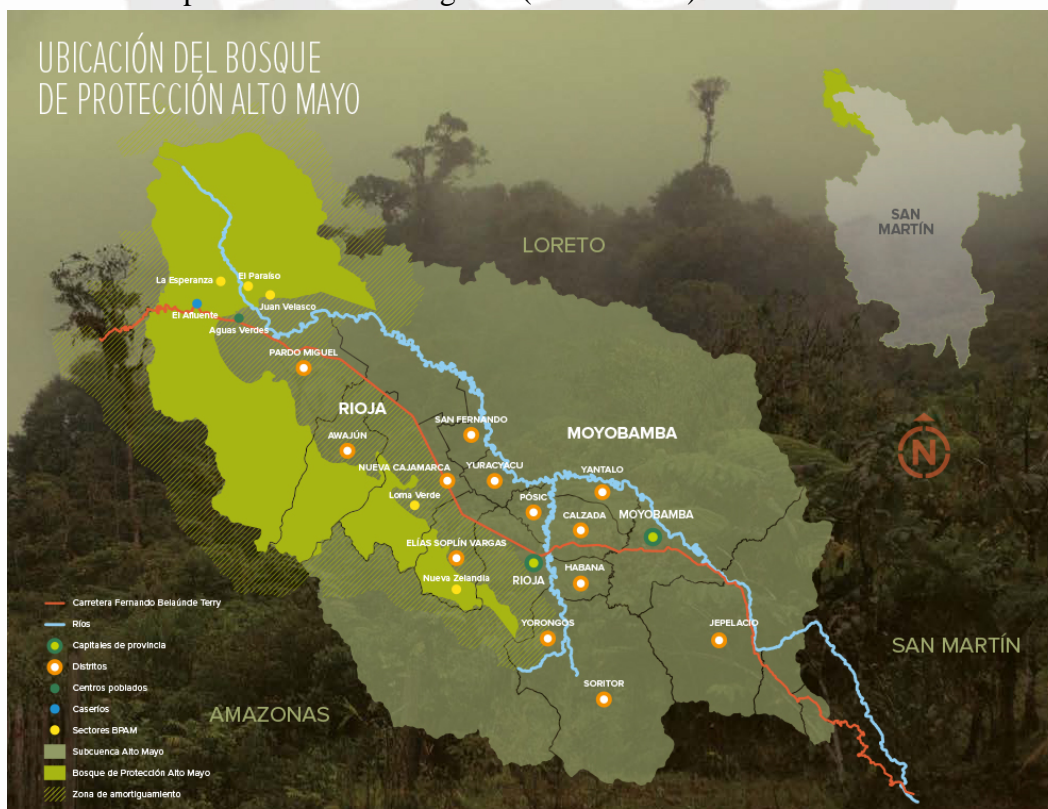 UBICACIÓN DEL BOSQUE
DE PROTECCIÓN ALTO MAYO
SAN
MARTÍN
LORETO
La Esperanza
El Paraíso
Juan Velasco
El Afluente
Aguas Verdes
PARDO MIGUEL
RIOJA
SAN FERNANDO
MOYOBAMBA
AWAJÚN
NUEVA CAJAMARCA
YURACYACU
YANTALO
Loma Verde
PÓSIC
CALZADA
MOYOBAMBA
ELÍAS SOPLÍN VARGAS
RIOJA
HABANA
Nueva Zelandia
YORONGOS
JEPELACIO
SORITOR
SAN MARTÍN
AMAZONAS
N
Carretera Fernando Belaúnde Terry
Ríos
Capitales de provincia
Distritos
Centros poblados
Caseríos
Sectores BPAM
Subcuenca Alto Mayo
Bosque de Protección Alto Mayo
Zona de amortiguamiento